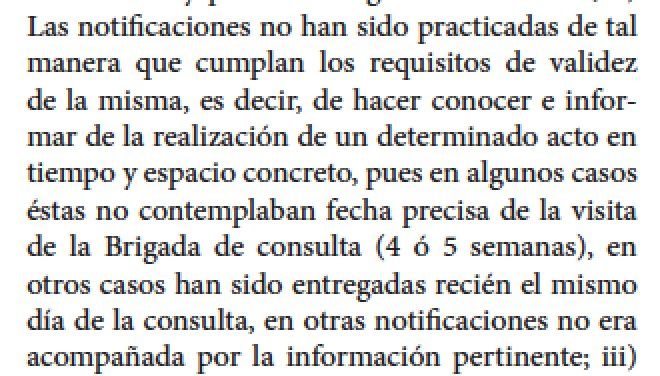 Las notificaciones no han sido practicadas de tal
manera que cumplan los requisitos de validez
de la misma, es decir, de hacer conocer e infor-
mar de la realización de un determinado acto en
tiempo y espacio concreto, pues en algunos casos
éstas no contemplaban fecha precisa de la visita
de la Brigada de consulta (4 ó 5 semanas), en
otros casos han sido entregadas recién el mismo
día de la consulta, en otras notificaciones no era
acompañada por la información pertinente; iii)